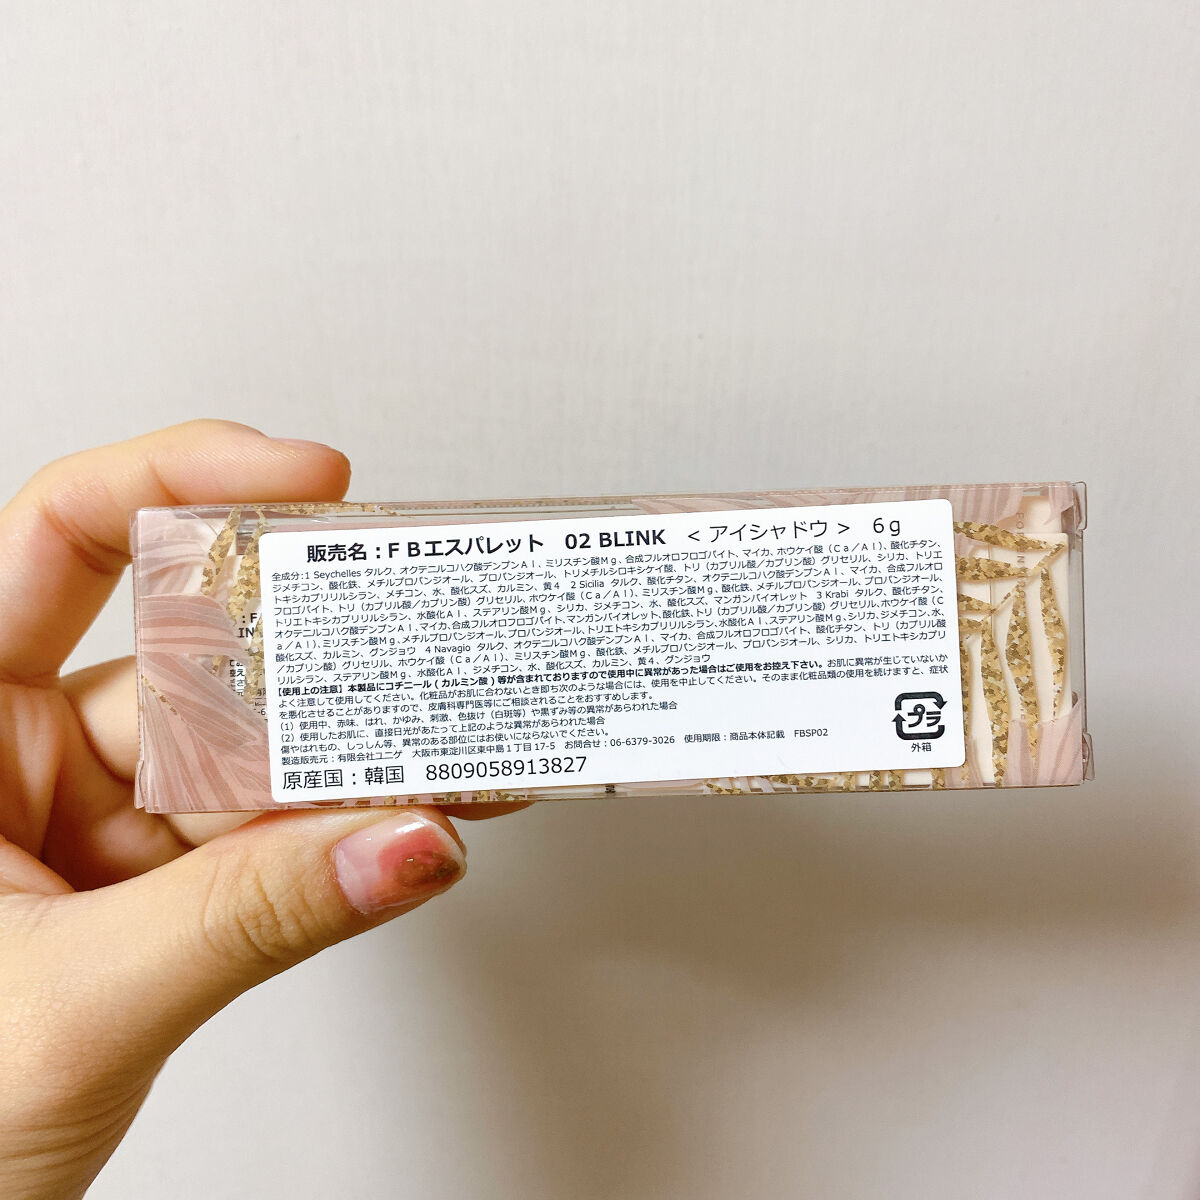 販売名：ＦＢエスパレット　02 BLINK　＜アイシャドウ＞　6ｇ
全成分:1 Seychelles タルク、オクテニルコハク酸デンプンＡｌ、ミリスチン酸Ｍｇ、合成フルオロフロゴパイト、マイカ、ホウケイ酸（Ｃａ／Ａｌ）、酸化チタン、
ジメチコン、酸化鉄、メチルプロパンジオール、プロパンジオール、トリメチルシロキシケイ酸、トリ（カプリル酸／カプリン酸）グリセリル、シリカ、トリエ
トキシカプリリルシラン、メチコン、水、酸化スズ、カルミン、黄４　2 Sicilia タルク、酸化チタン、オクテニルコハク酸デンプンＡｌ、マイカ、合成フルオロ
フロゴパイト、トリ（カプリル酸／カプリン酸）グリセリル、ホウケイ酸（Ｃａ／Ａｌ）、ミリスチン酸Ｍｇ、酸化鉄、メチルプロパンジオール、プロパンジオール、
トリエトキシカプリリルシラン、水酸化Ａｌ、ステアリン酸Ｍｇ、シリカ、ジメチコン、水、酸化スズ、マンガンバイオレット　3 Krabi タルク、酸化チタン、
オクテニルコハク酸デンプンＡｌ、マイカ、合成フルオロフロゴパイト、マンガンバイオレット、酸化鉄、トリ（カプリル酸／カプリン酸）グリセリル、ホウケイ酸（Ｃ
ａ／Ａｌ）、ミリスチン酸Ｍｇ、メチルプロパンジオール、プロパンジオール、トリエトキシカプリリルシラン、水酸化Ａｌ、ステアリン酸Ｍｇ、シリカ、ジメチコン、水、
酸化スズ、カルミン、グンジョウ　4 Navagio タルク、オクテニルコハク酸デンプンＡｌ、マイカ、合成フルオロフロゴパイト、酸化チタン、トリ（カプリル酸
／カプリン酸）グリセリル、ホウケイ酸（Ｃａ／Ａｌ）、ミリスチン酸Ｍｇ、酸化鉄、メチルプロパンジオール、プロパンジオール、シリカ、トリエトキシカプリ
リルシラン、ステアリン酸Ｍｇ、水酸化Ａｌ、ジメチコン、水、酸化スズ、カルミン、黄４、グンジョウ
【使用上の注意】本製品にコチニール(カルミン酸)等が含まれておりますので使用中に異常があった場合はご使用をお控え下さい。お肌に異常が生じていないか
よく注意して使用してください。化粧品がお肌に合わないとき即ち次のような場合には、使用を中止してください。そのまま化粧品類の使用を続けますと、症状
を悪化させることがありますので、皮膚科専門医等にご相談されることをおすすめします。
（1）使用中、赤味、はれ、かゆみ、刺激、色抜け（白斑等）や黒ずみ等の異常があらわれた場合
（2）使用したお肌に、直接日光があたって上記のような異常があらわれた場合
傷やはれもの、しっしん等、異常のある部位にはお使いにならないでください。
製造販売元：有限会社ユニゲ　大阪市東淀川区東中島１丁目17-5　お問合せ：06-6379-3026　使用期限：商品本体記載　FBSP02
原産国：韓国　8809058913827
プラ
外箱